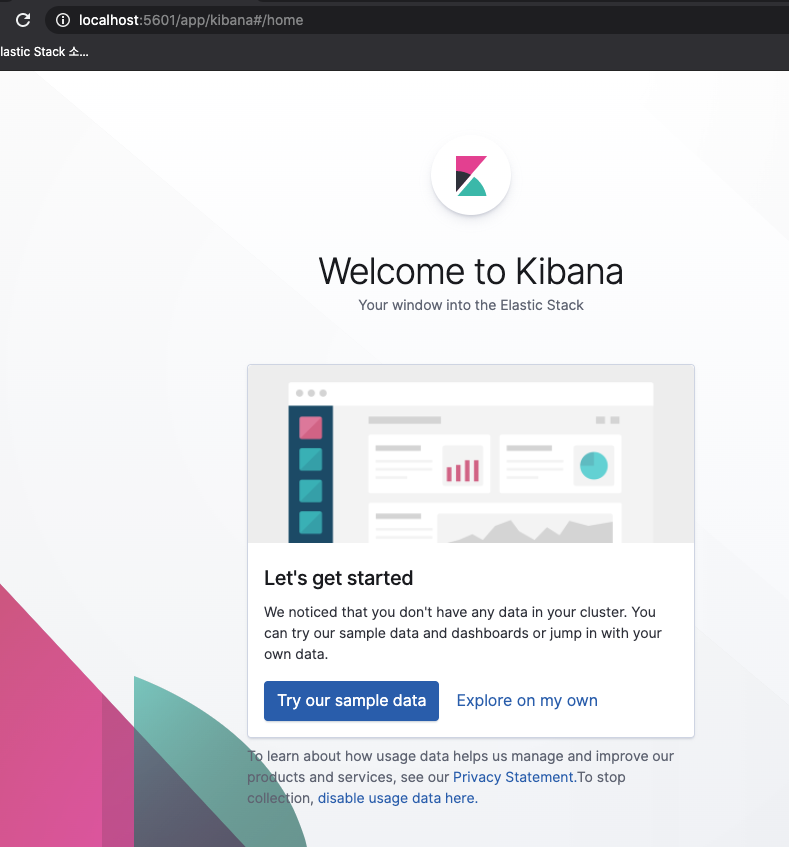 localhost:5601/app/kibana#/home
lastic Stack 소...
Welcome to Kibana
Your window into the Elastic Stack
Let's get started
We noticed that you don't have any data in your cluster. You
can try our sample data and dashboards or jump in with your
own data.
Try our sample data
Explore on my own
To learn about how usage data helps us manage and improve our
products and services, see our Privacy Statement.To stop
collection, disable usage data here.